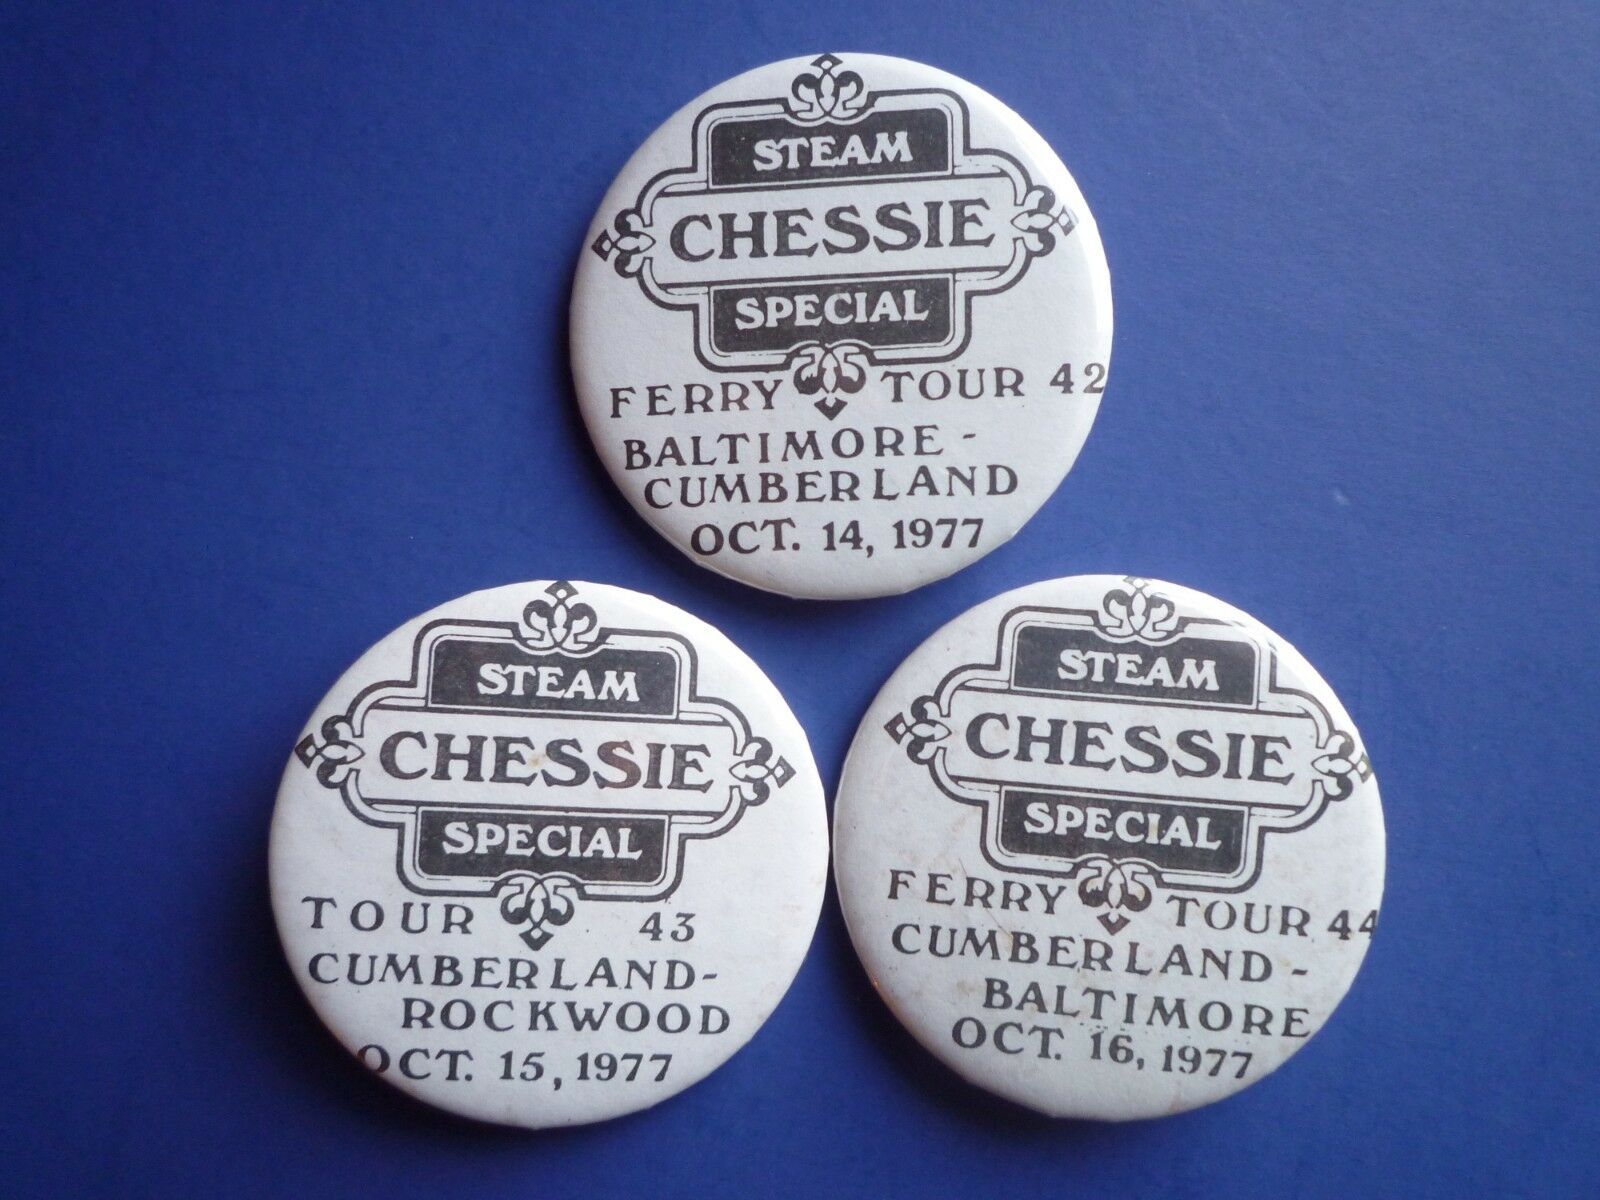 STEAM
CHESSIE
SPECIAL
FERRY TOUR 42
BALTIMORE -
CUMBERLAND
OCT. 14, 1977
STEAM
CHESSIE
SPECIAL
TOUR 43
CUMBERLAND-
ROCKWOOD
OCT. 15, 1977
STEAM
CHESSIE
SPECIAL
FERRY TOUR 44
CUMBERLAND-
BALTIMORE
OCT. 16, 1977